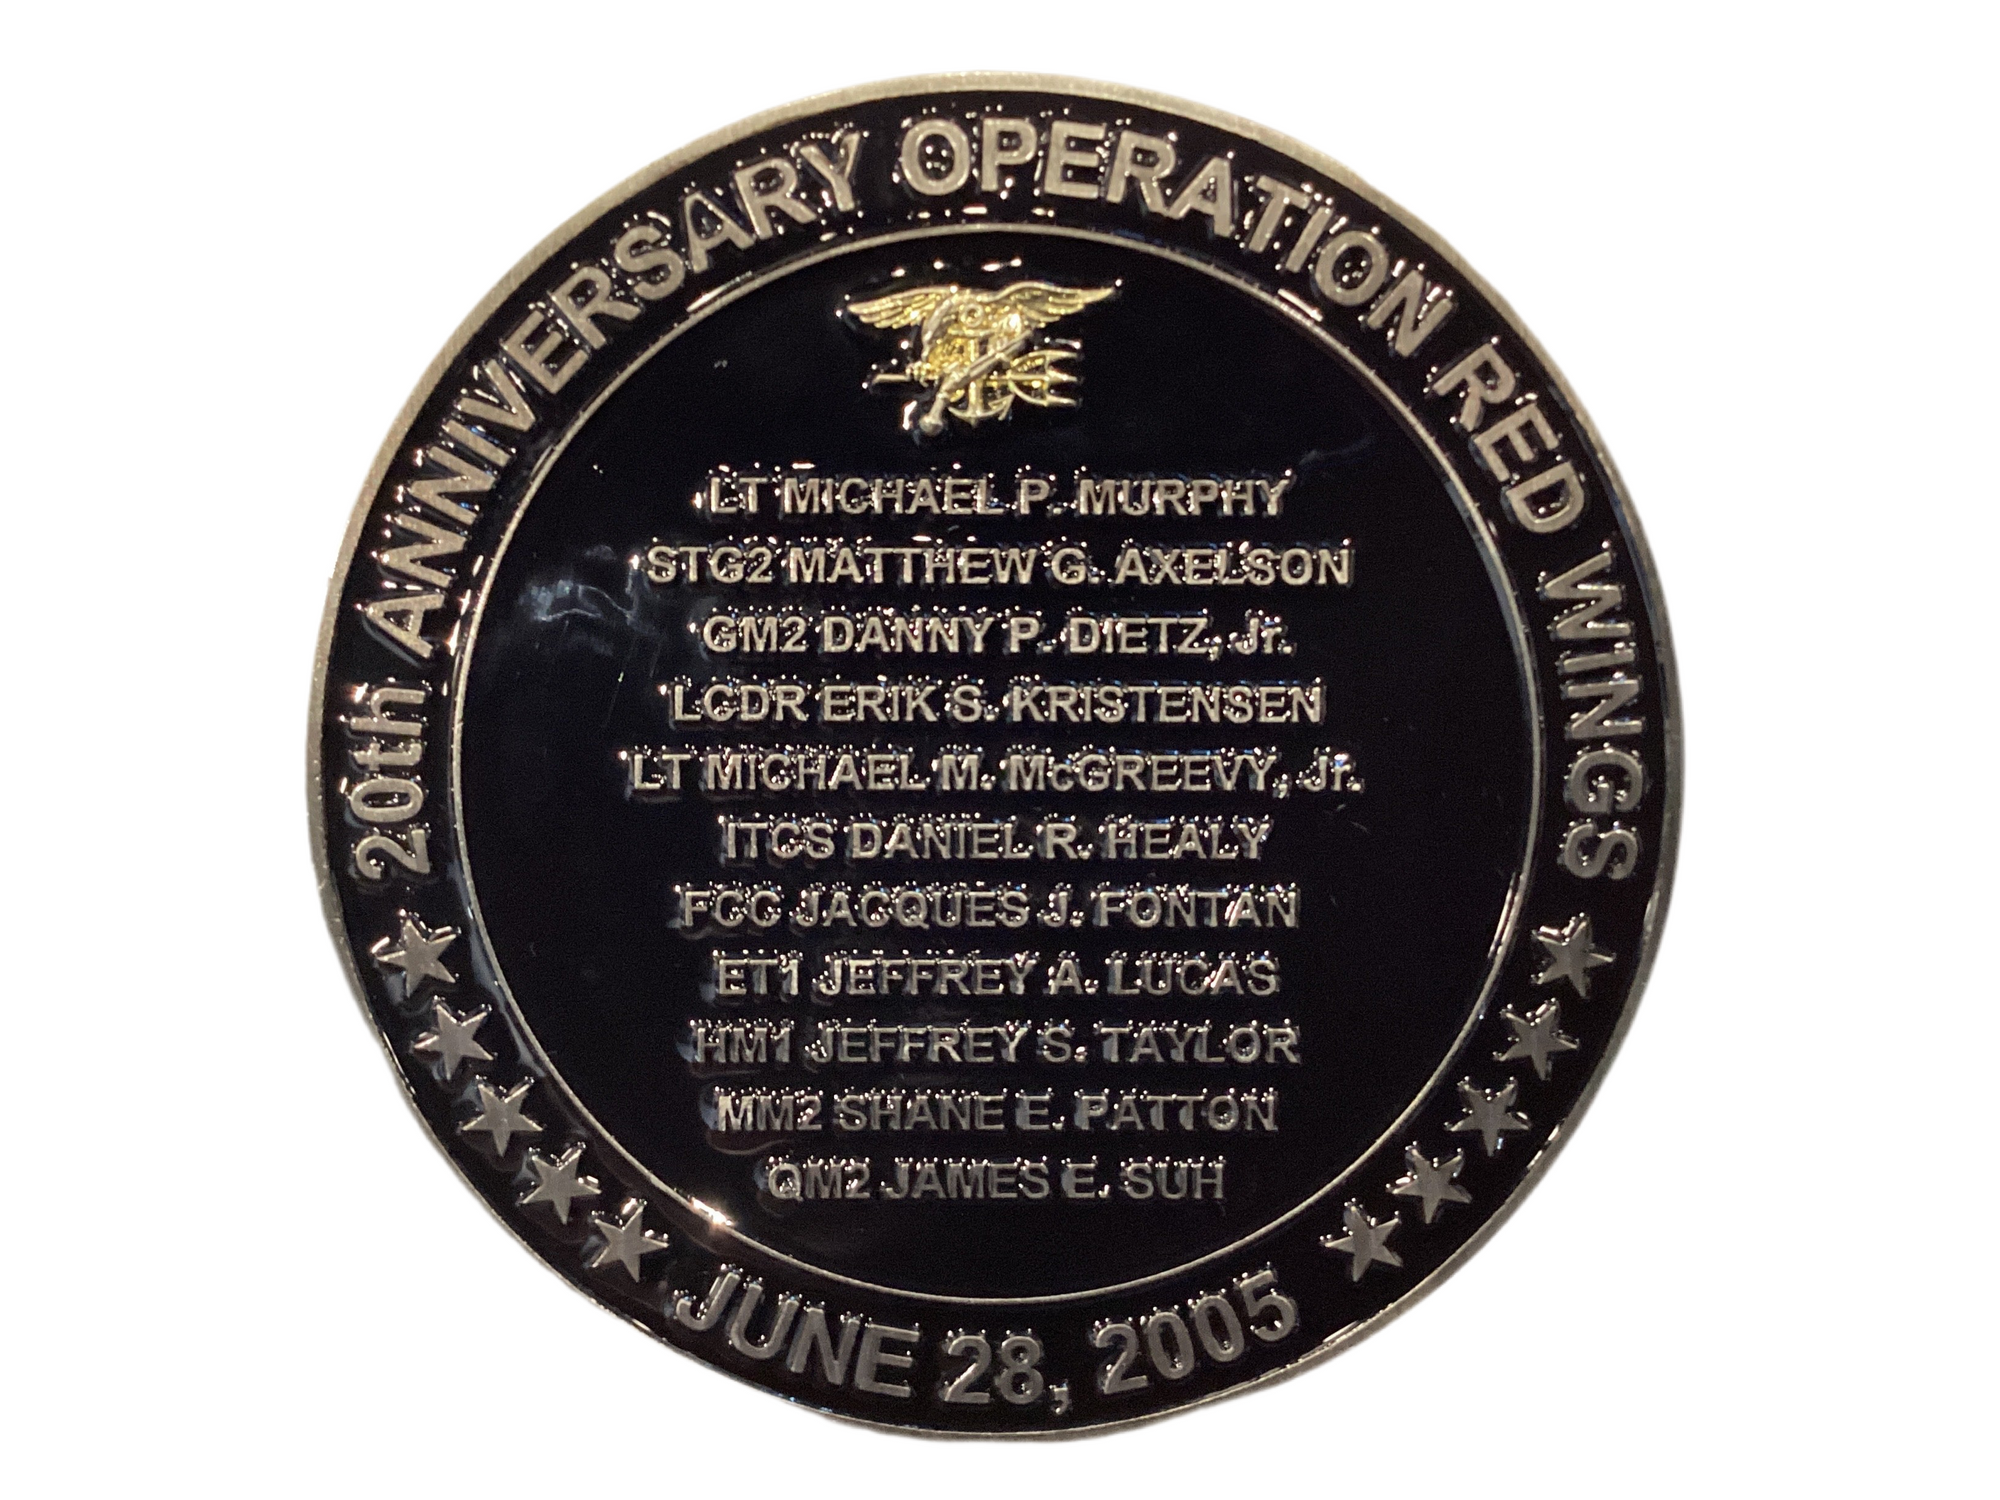 20th ANNIVERSARY OPERATION RED WINGS
LT MICHAEL P. MURPHY
STG2 MATTHEW G. AXELSON
GM2 DANNY P. DIETZ, Jr.
LCDR ERIK S. KRISTENSEN
LT MICHAEL M. McGREEVY, Jr.
ITCS DANIEL R. HEALY
FCC JACQUES J. FONTAN
ET1 JEFFREY A. LUCAS
HM1 JEFFREY S. TAYLOR
MM2 SHANE E. PATTON
QM2 JAMES E. SUH
JUNE 28, 2005